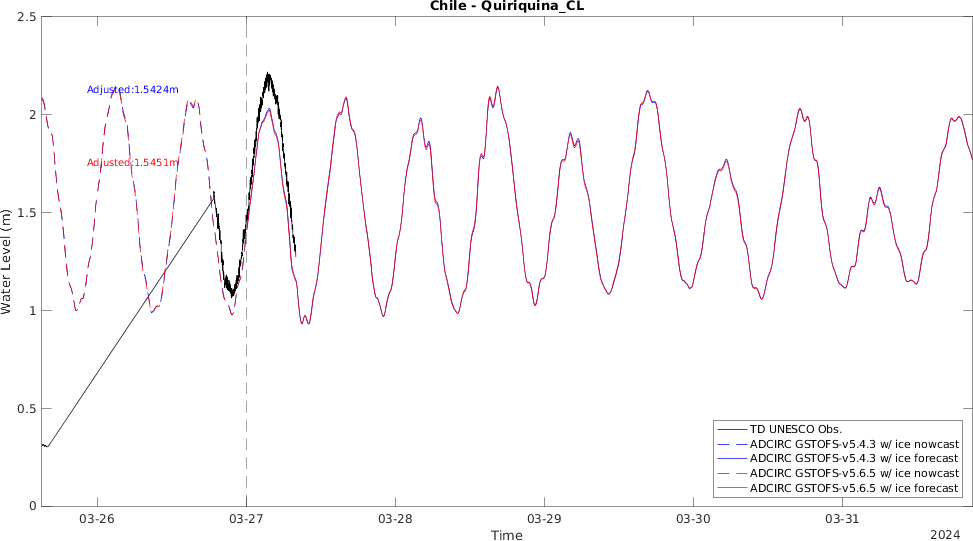 Chile - Quiriquina_CL
2.5
2
1.5
1
0.5
0
Water Level (m)
Adjusted:1.5424m
Adjusted:1.5451m
TD UNESCO Obs.
ADCIRC GSTOFS-v5.4.3 w/ ice nowcast
ADCIRC GSTOFS-v5.4.3 w/ ice forecast
ADCIRC GSTOFS-v5.6.5 w/ ice nowcast
ADCIRC GSTOFS-v5.6.5 w/ ice forecast
03-26
03-27
03-28
03-29
03-30
03-31
Time
2024